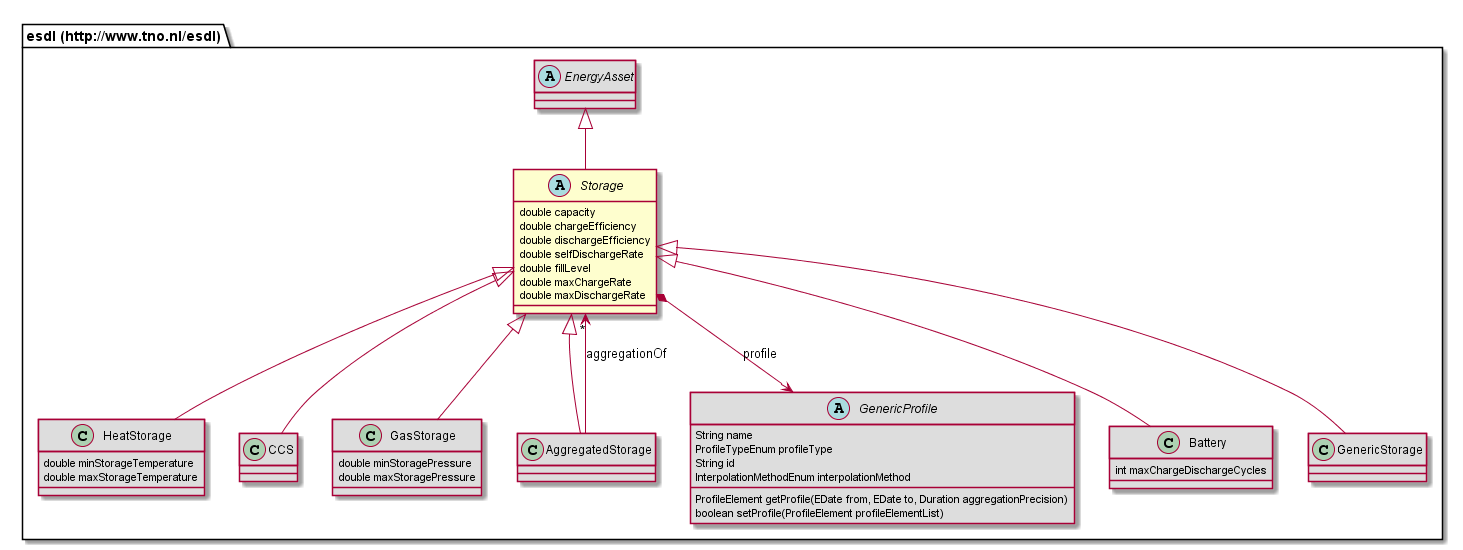 esdl (http://www.tno.nl/esdl)
A EnergyAsset
A Storage
double capacity
double chargeEfficiency
double dischargeEfficiency
double selfDischargeRate
double fillLevel
double maxChargeRate
double maxDischargeRate
*
aggregationOf
profile
C HeatStorage
double minStorageTemperature
double maxStorageTemperature
C CCS
C GasStorage
double minStoragePressure
double maxStoragePressure
C AggregatedStorage
A GenericProfile
String name
ProfileTypeEnum profileType
String id
InterpolationMethodEnum interpolationMethod
ProfileElement getProfile(EDate from, EDate to, Duration aggregationPrecision)
boolean setProfile(ProfileElement profileElementList)
C Battery
int maxChargeDischargeCycles
C GenericStorage